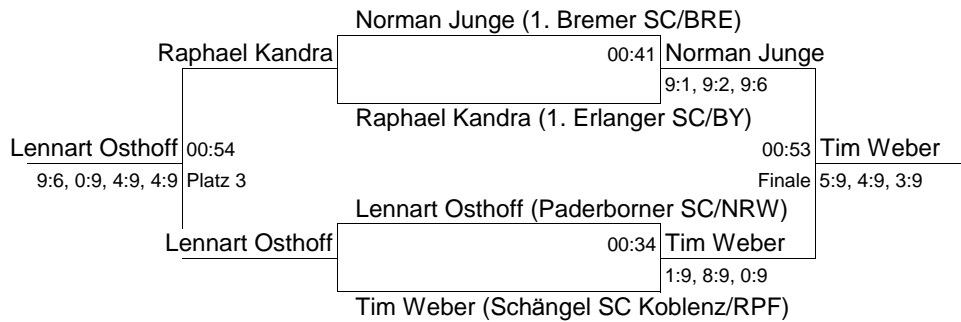 Norman Junge (1. Bremer SC/BRE)
Raphael Kandra 00:41 Norman Junge
9:1, 9:2, 9:6
Raphael Kandra (1. Erlanger SC/BY)
Lennart Osthoff 00:54 00:53 Tim Weber
9:6, 0:9, 4:9, 4:9 Platz 3 Finale 5:9, 4:9, 3:9
Lennart Osthoff (Paderborner SC/NRW)
Lennart Osthoff 00:34 Tim Weber
1:9, 8:9, 0:9
Tim Weber (Schängel SC Koblenz/RPF)